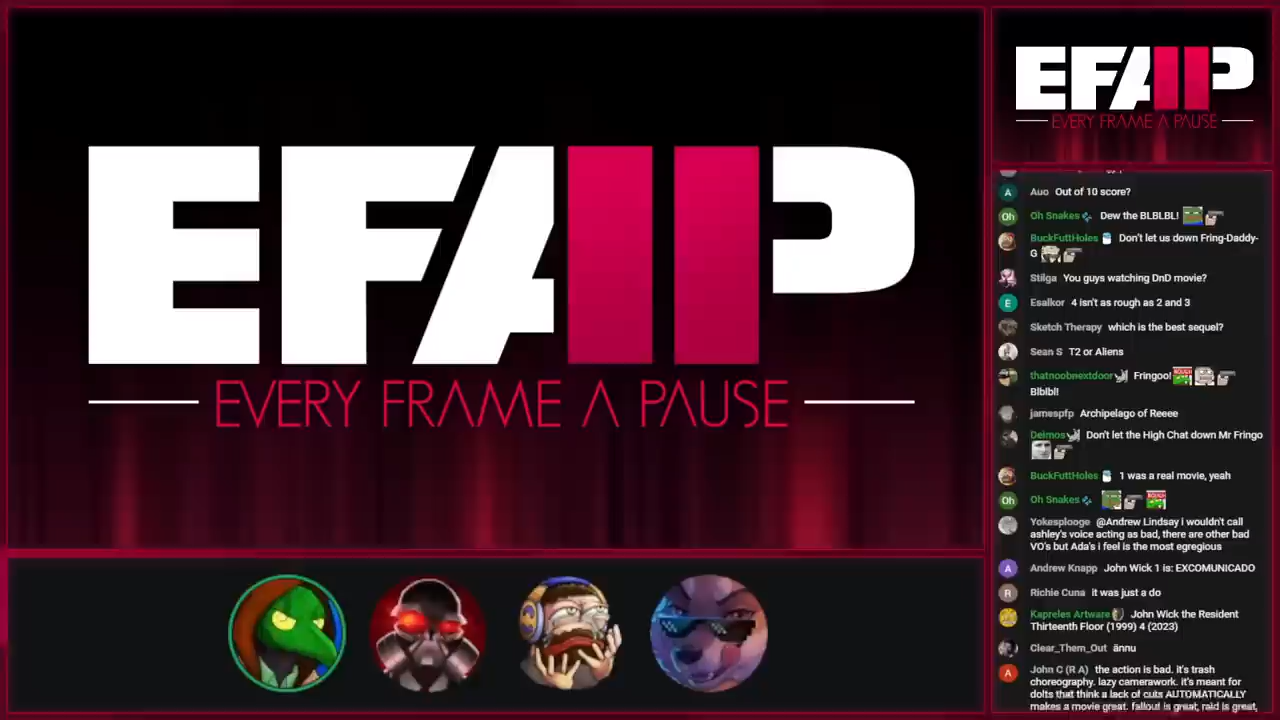 EFAP
EVERY FRAME A PAUSE
EFAP
EVERY FRAME A PAUSE
A Auo Out of 10 score?
Oh Oh Snakes Dew the BLBLBL!
BuckFuttHoles Don't let us down Fring-Daddy-
G
Stilga You guys watching DnD movie?
E Esalkor 4 isn't as rough as 2 and 3
Sketch Therapy which is the best sequel?
Sean S T2 or Aliens
thatnoobnextdoor Fringoo!
Blblbl!
jamespfp Archipelago of Reeee
Deimos Don't let the High Chat down Mr Fringo
BuckFuttHoles 1 was a real movie, yeah
Oh Oh Snakes
Yokesplooge @Andrew Lindsay i wouldn't call
ashley's voice acting as bad, there are other bad
VO's but Ada's i feel is the most egregious
A Andrew Knapp John Wick 1 is: EXCOMUNICADO
R Richie Cuna it was just a do
Kapreles Artware John Wick the Resident
Thirteenth Floor (1999) 4 (2023)
Clear_Them_Out ännu
A John C (R A) the action is bad. it's trash
choreography. lazy camerawork. it's meant for
dolts that think a lack of cuts AUTOMATICALLY
makes a movie great. fallout is great, raid is great,